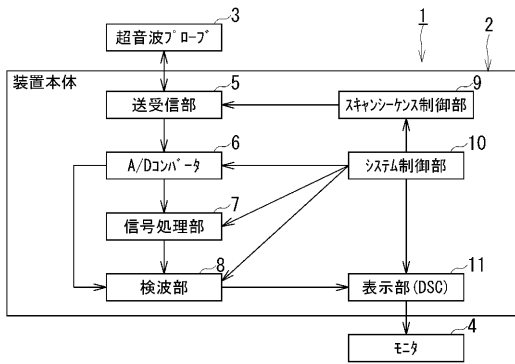 3
超音波ﾌﾟﾛｰﾌﾞ
1
2
装置本体
5
送受信部
9
ｽｷｬﾝｼｰｹﾝｽ制御部
6
A/Dｺﾝﾊﾞｰﾀ
10
ｼｽﾃﾑ制御部
7
信号処理部
8
検波部
11
表示部(DSC)
4
ﾓﾆﾀ